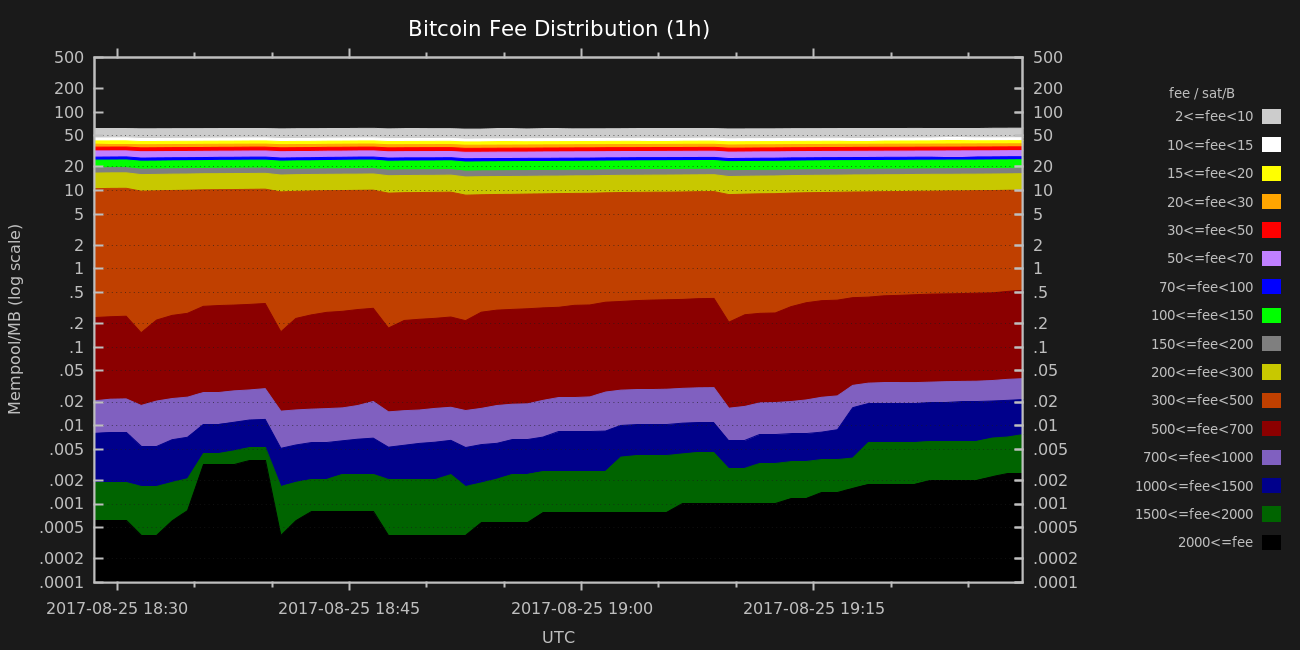 Bitcoin Fee Distribution (1h)
500 500
200 200
100 100
50 50
20 20
10 10
5 5
2 2
1 1
.5 .5
.2 .2
.1 .1
.05 .05
.02 .02
.01 .01
.005 .005
.002 .002
.001 .001
.0005 .0005
.0002 .0002
.0001 .0001
Mempool/MB (log scale)
2017-08-25 18:30 2017-08-25 18:45 2017-08-25 19:00 2017-08-25 19:15
UTC
fee / sat/B
2<=fee<10
10<=fee<15
15<=fee<20
20<=fee<30
30<=fee<50
50<=fee<70
70<=fee<100
100<=fee<150
150<=fee<200
200<=fee<300
300<=fee<500
500<=fee<700
700<=fee<1000
1000<=fee<1500
1500<=fee<2000
2000<=fee